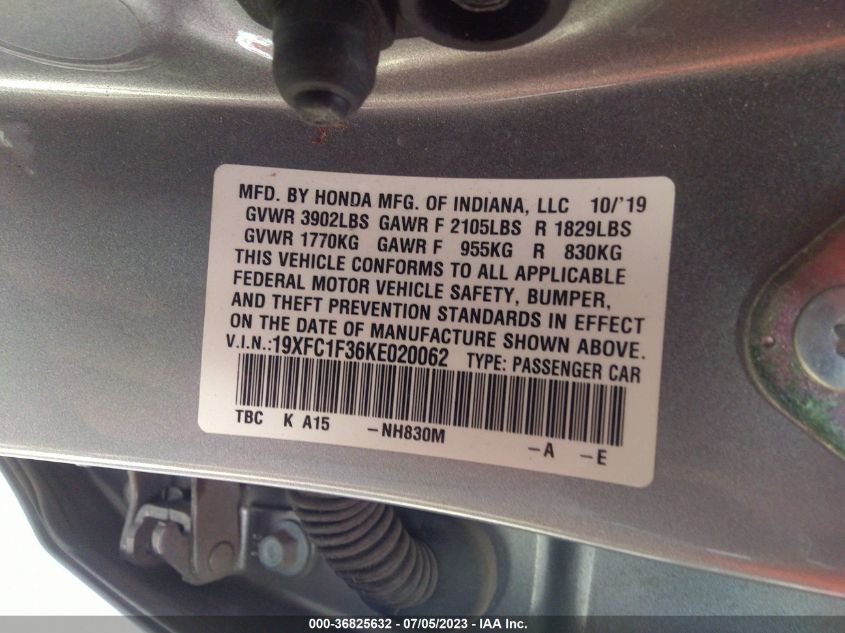 MFD. BY HONDA MFG. OF INDIANA, LLC 10/'19
GVWR 3902LBS GAWR F 2105LBS R 1829LBS
GVWR 1770KG GAWR F 955KG R 830KG
THIS VEHICLE CONFORMS TO ALL APPLICABLE
FEDERAL MOTOR VEHICLE SAFETY, BUMPER,
AND THEFT PREVENTION STANDARDS IN EFFECT
ON THE DATE OF MANUFACTURE SHOWN ABOVE.
V.I.N.:19XFC1F36KE020062 TYPE: PASSENGER CAR
TBC K A15 -NH830M -A -E
000-36825632 - 07/05/2023 - IAA Inc.